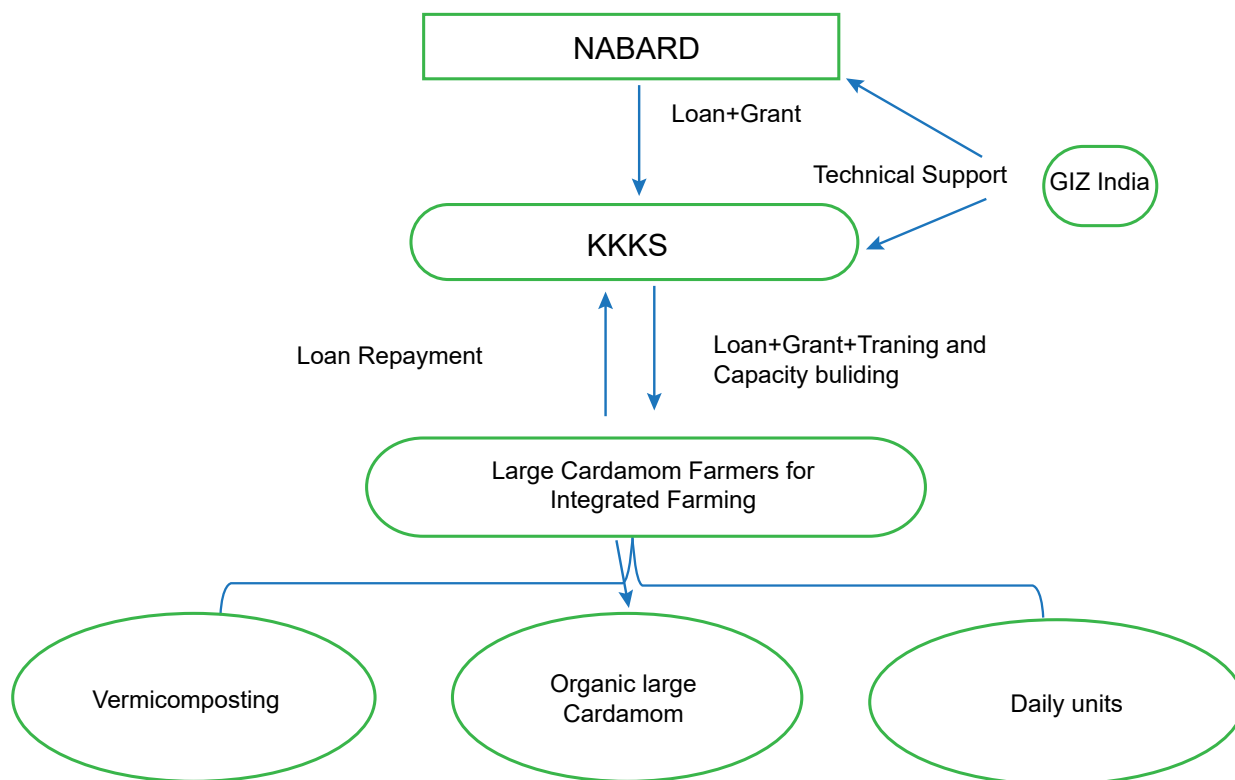 NABARD
Loan+Grant
Technical Support
GIZ India
KKKS
Loan Repayment
Loan+Grant+Traning and
Capacity buliding
Large Cardamom Farmers for
Integrated Farming
Vermicomposting
Organic large
Cardamom
Daily units